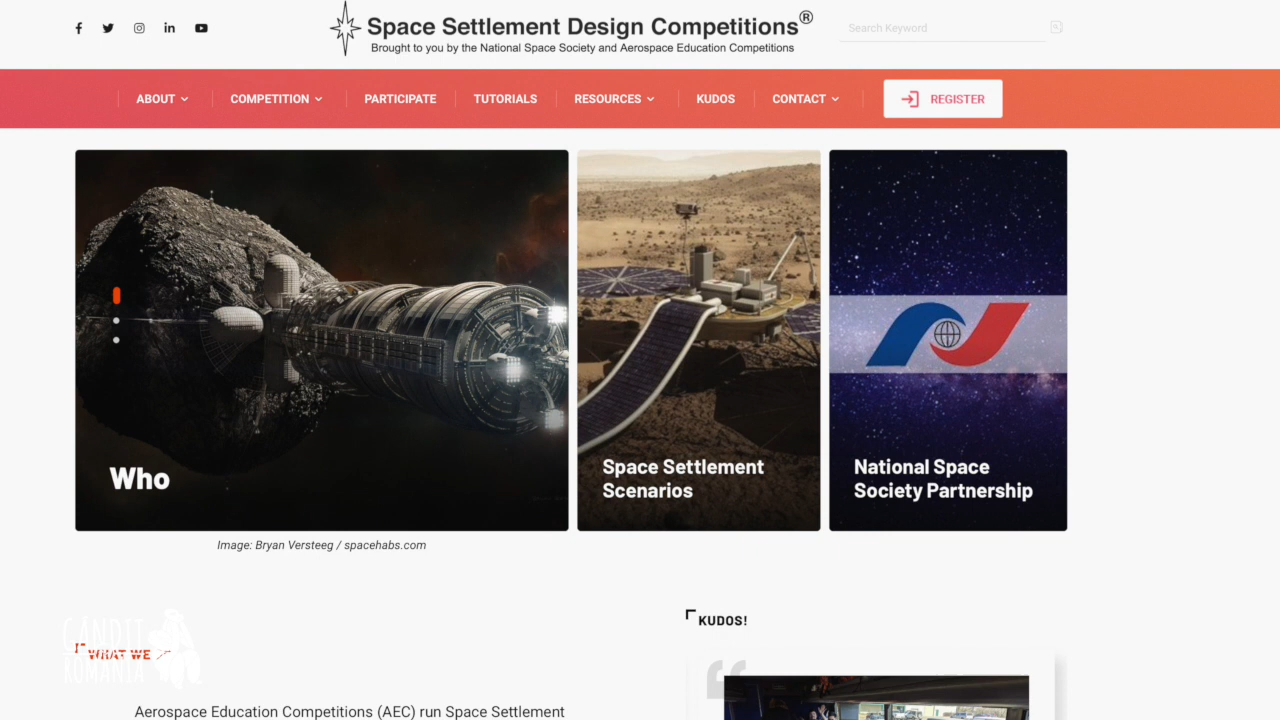 Space Settlement Design Competitions®
Brought to you by the National Space Society and Aerospace Education Competitions
Search Keyword
ABOUT
COMPETITION
PARTICIPATE
TUTORIALS
RESOURCES
KUDOS
CONTACT
REGISTER
Who
Space Settlement
Scenarios
National Space
Society Partnership
Image: Bryan Versteeg / spacehabs.com
GÂNDIT
ROMÂNIA
WHAT WE
KUDOS!
Aerospace Education Competitions (AEC) run Space Settlement